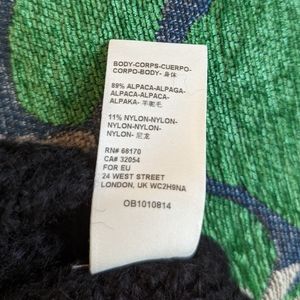 BODY-CORPS-CUERPO-
CORPO-BODY- 身体
89% ALPACA-ALPAGA-
ALPACA-ALPACA-
ALPAKA- 羊驼毛
11% NYLON-NYLON-
NYLON-NYLON-
NYLON- 尼龙
RN# 68170
CA# 32054
FOR EU
24 WEST STREET
LONDON, UK WC2H9NA
OB1010814